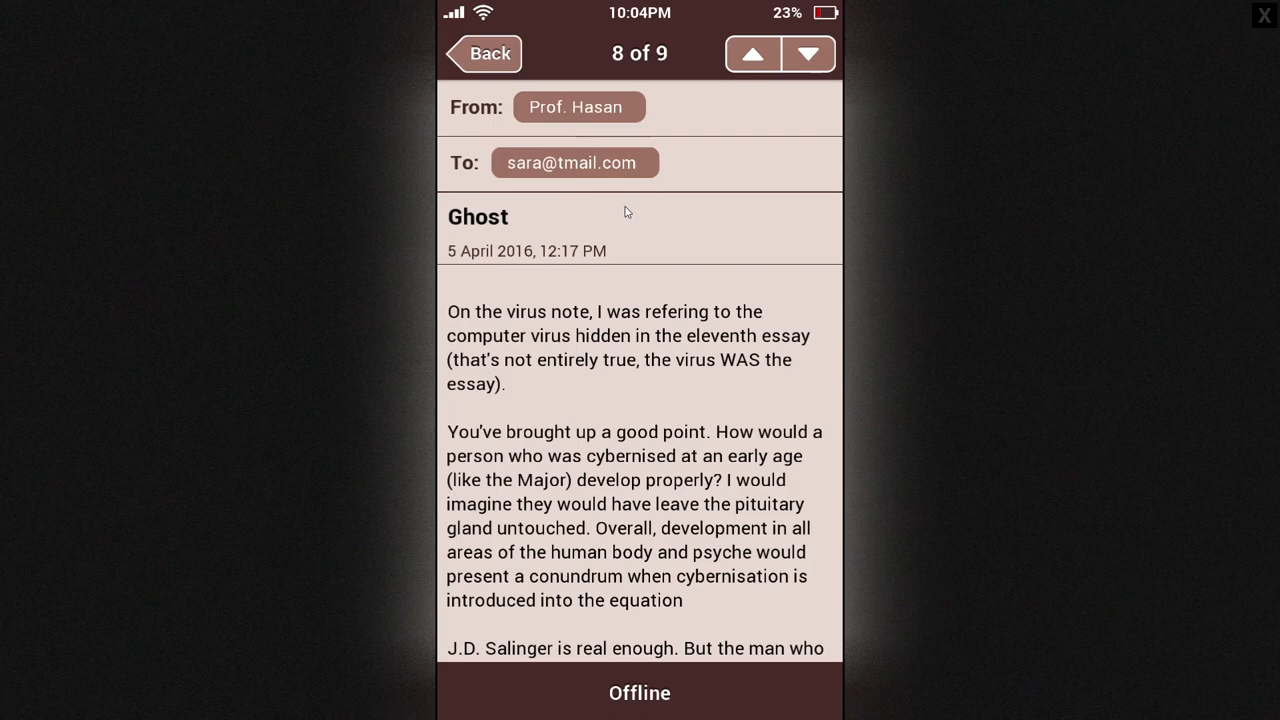 10:04PM
23%
X
Back
8 of 9
From: Prof. Hasan
To: sara@tmail.com
Ghost
5 April 2016, 12:17 PM
On the virus note, I was refering to the
computer virus hidden in the eleventh essay
(that's not entirely true, the virus WAS the
essay).
You've brought up a good point. How would a
person who was cybernised at an early age
(like the Major) develop properly? I would
imagine they would have leave the pituitary
gland untouched. Overall, development in all
areas of the human body and psyche would
present a conundrum when cybernisation is
introduced into the equation
J.D. Salinger is real enough. But the man who
Offline